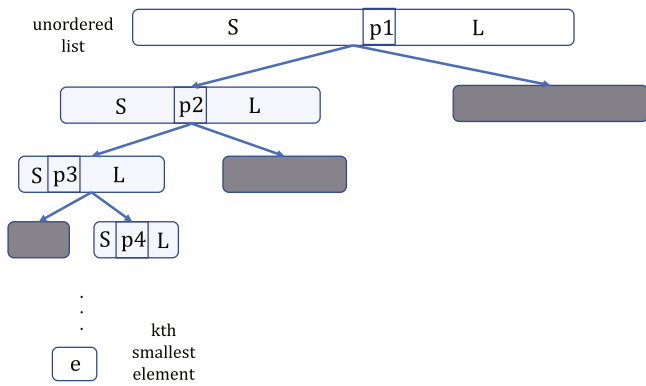 unordered
list
S p1 L
S p2 L
S p3 L
S p4 L
.
.
.
e
kth
smallest
element